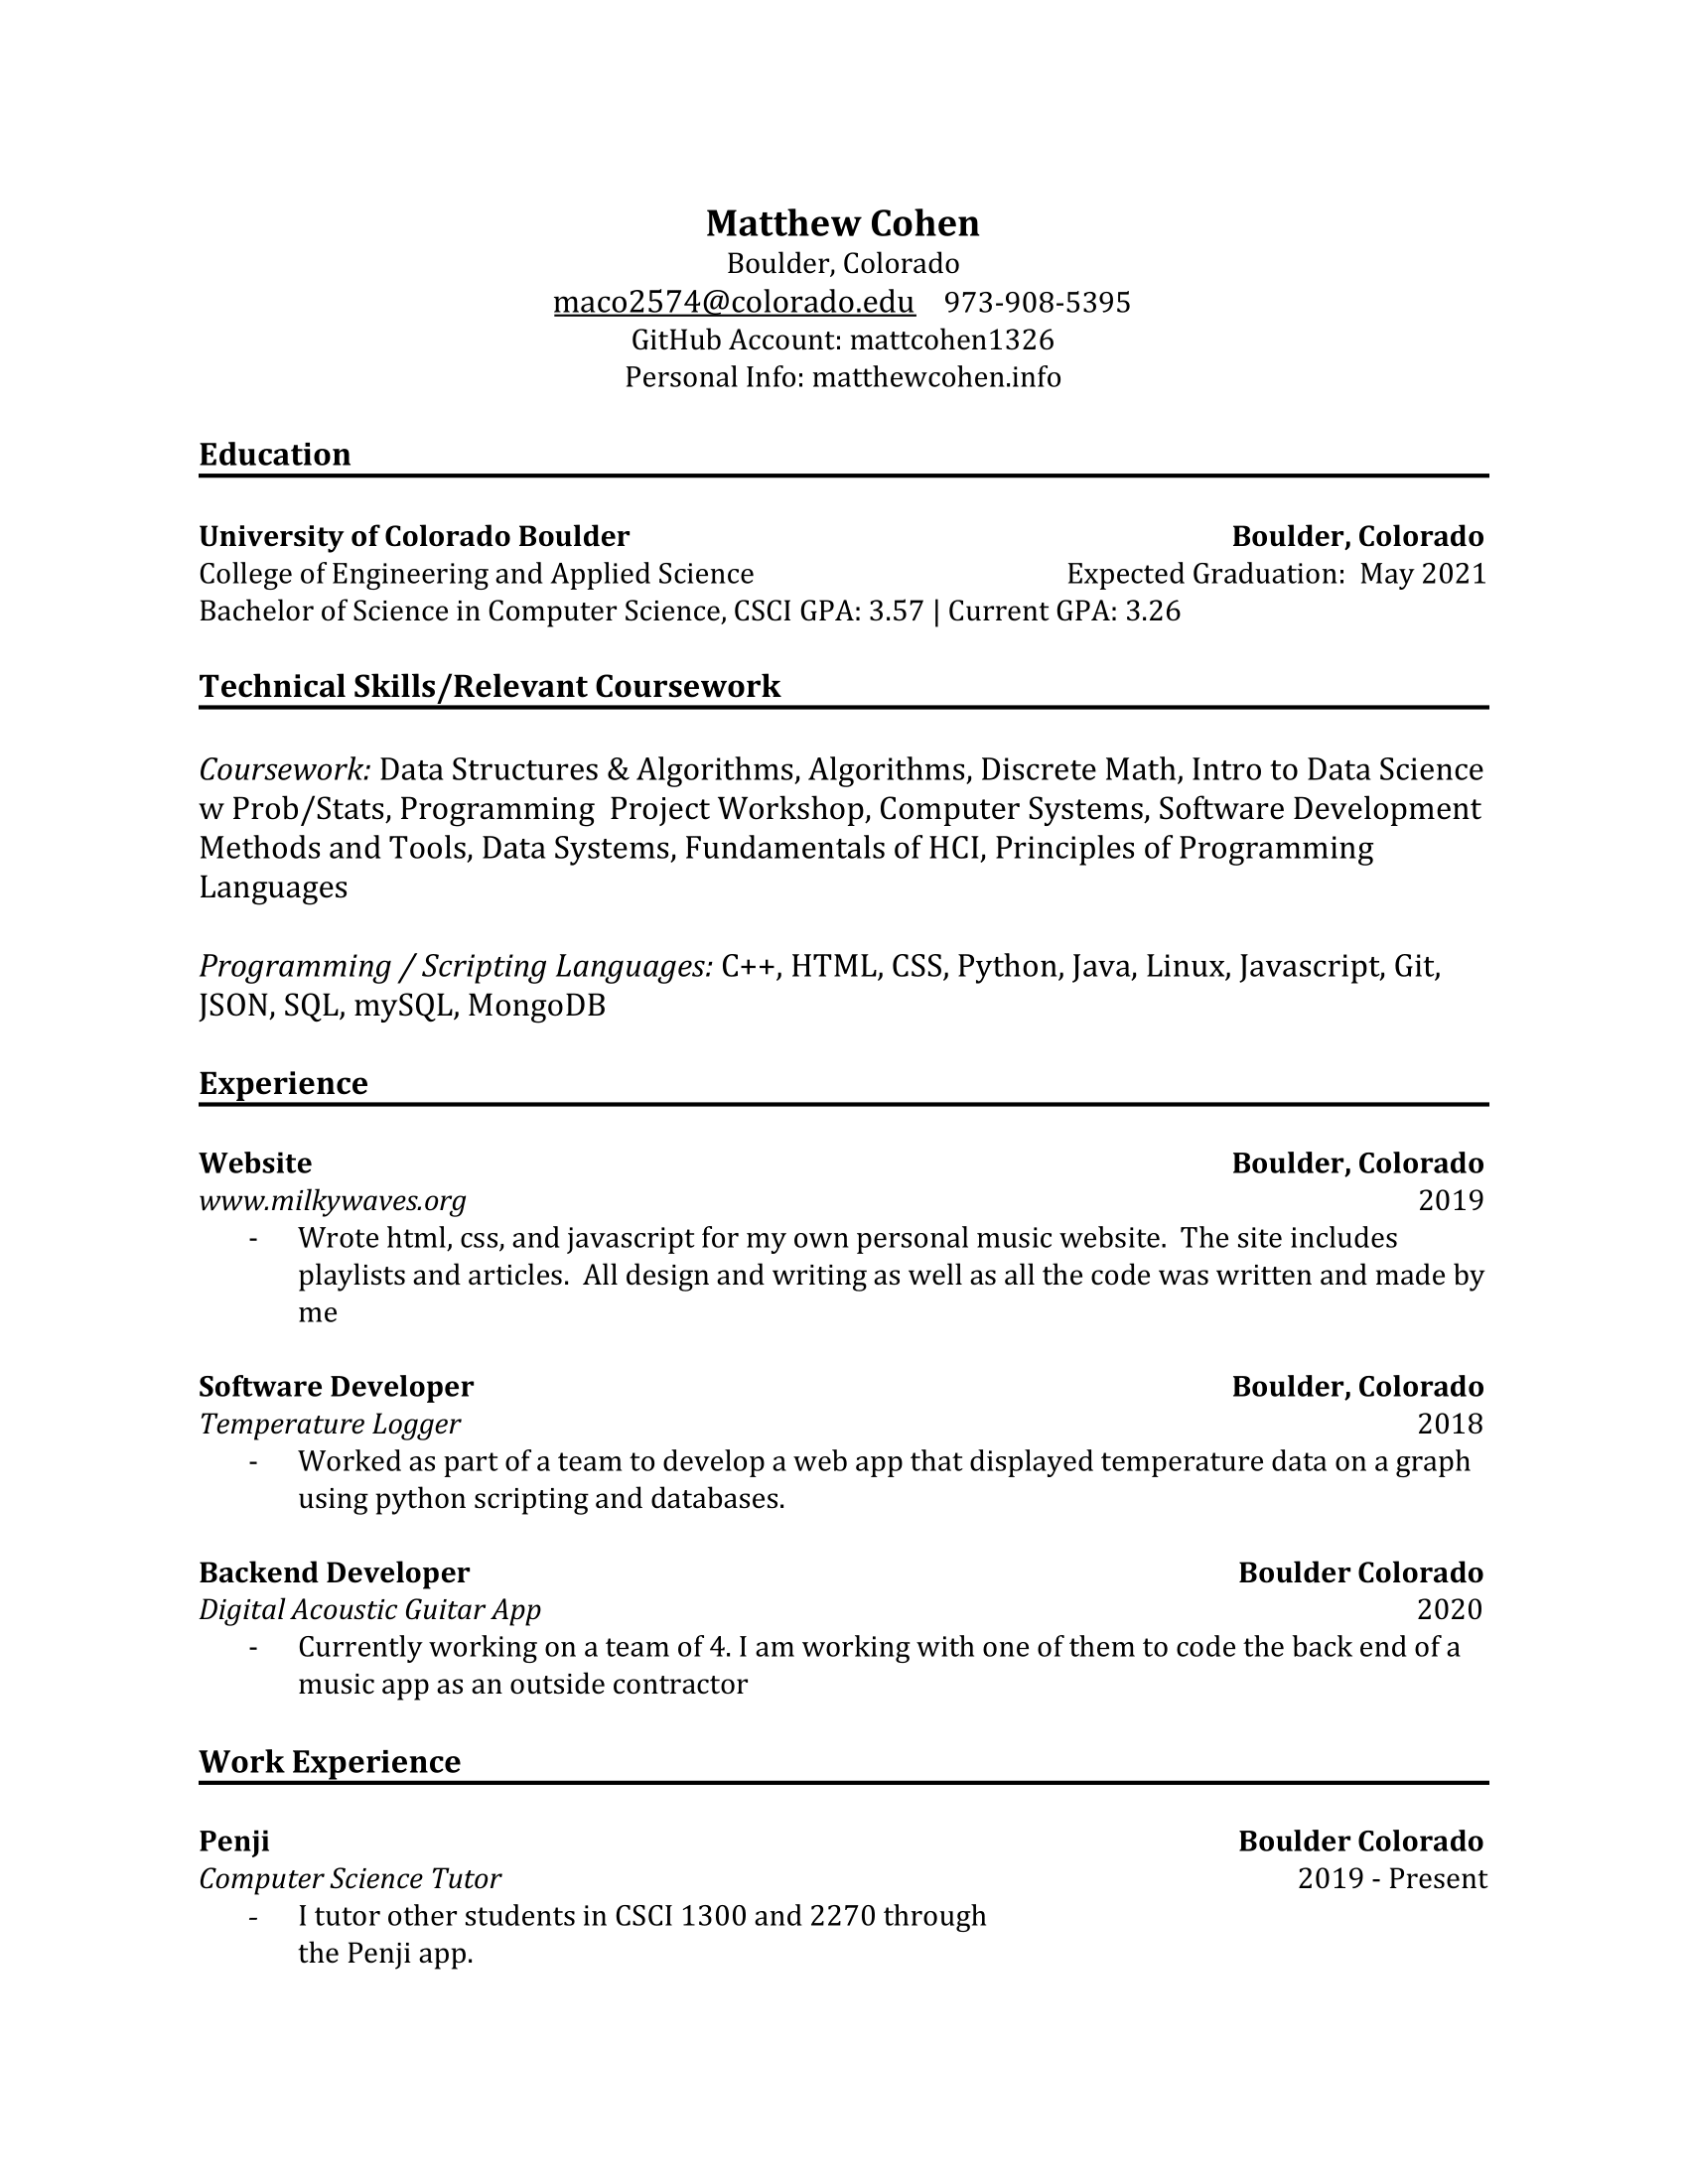 Matthew Cohen
Boulder, Colorado
maco2574@colorado.edu    973-908-5395
GitHub Account: mattcohen1326
Personal Info: matthewcohen.info
Education
University of Colorado Boulder    Boulder, Colorado
College of Engineering and Applied Science    Expected Graduation:  May 2021
Bachelor of Science in Computer Science, CSCI GPA: 3.57 | Current GPA: 3.26
Technical Skills/Relevant Coursework
Coursework: Data Structures & Algorithms, Algorithms, Discrete Math, Intro to Data Science
w Prob/Stats, Programming  Project Workshop, Computer Systems, Software Development
Methods and Tools, Data Systems, Fundamentals of HCI, Principles of Programming
Languages
Programming / Scripting Languages: C++, HTML, CSS, Python, Java, Linux, Javascript, Git,
JSON, SQL, mySQL, MongoDB
Experience
Website    Boulder, Colorado
www.milkywaves.org    2019
- Wrote html, css, and javascript for my own personal music website.  The site includes
playlists and articles.  All design and writing as well as all the code was written and made by
me
Software Developer    Boulder, Colorado
Temperature Logger    2018
- Worked as part of a team to develop a web app that displayed temperature data on a graph
using python scripting and databases.
Backend Developer    Boulder Colorado
Digital Acoustic Guitar App    2020
- Currently working on a team of 4. I am working with one of them to code the back end of a
music app as an outside contractor
Work Experience
Penji    Boulder Colorado
Computer Science Tutor    2019 - Present
- I tutor other students in CSCI 1300 and 2270 through
the Penji app.